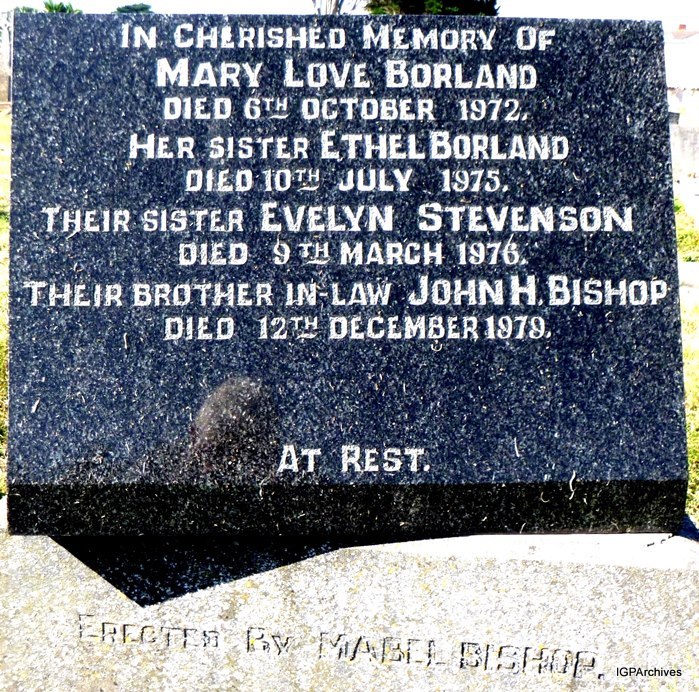 IN CHERISHED MEMORY OF
MARY LOVE BORLAND
DIED 6TH OCTOBER 1972.
HER SISTER ETHEL BORLAND
DIED 10TH JULY 1975.
THEIR SISTER EVELYN STEVENSON
DIED 9TH MARCH 1976.
THEIR BROTHER IN-LAW JOHN H. BISHOP
DIED 12TH DECEMBER 1979.
AT REST.
ERECTED BY MABEL BISHOP.
IGPArchives